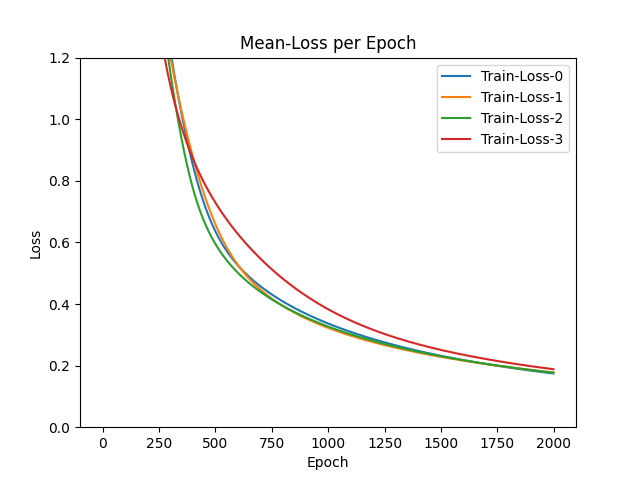 Mean-Loss per Epoch
1.2
1.0
0.8
0.6
0.4
0.2
0.0
Loss
Train-Loss-0
Train-Loss-1
Train-Loss-2
Train-Loss-3
0 250 500 750 1000 1250 1500 1750 2000
Epoch